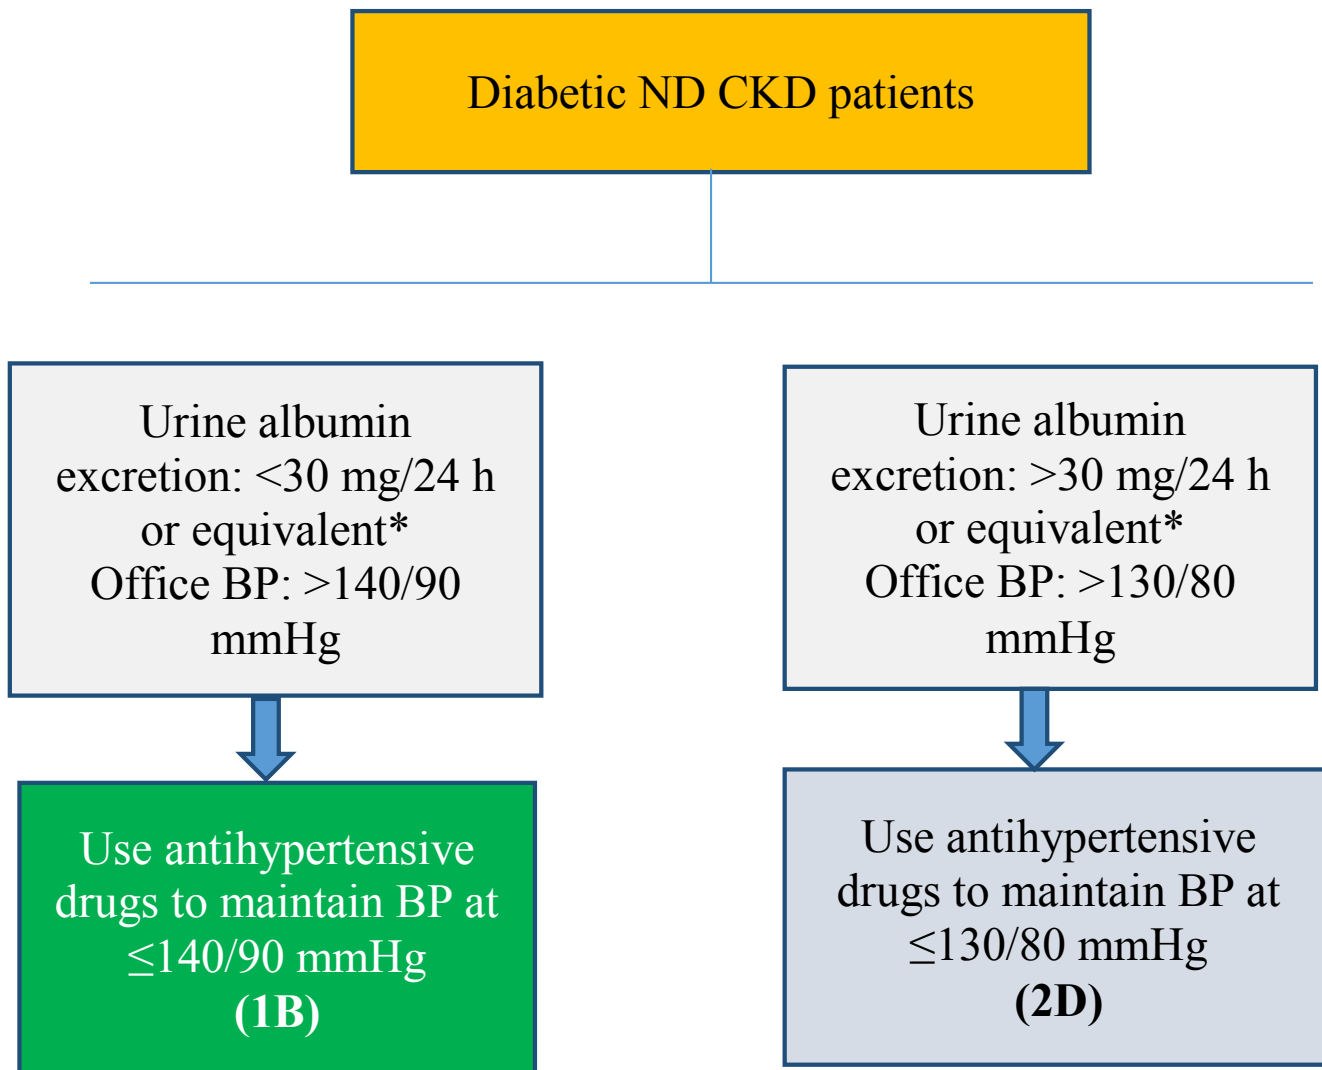 Diabetic ND CKD patients
Urine albumin
excretion: <30 mg/24 h
or equivalent*
Office BP: >140/90
mmHg
Urine albumin
excretion: >30 mg/24 h
or equivalent*
Office BP: >130/80
mmHg
Use antihypertensive
drugs to maintain BP at
≤140/90 mmHg
(1B)
Use antihypertensive
drugs to maintain BP at
≤130/80 mmHg
(2D)